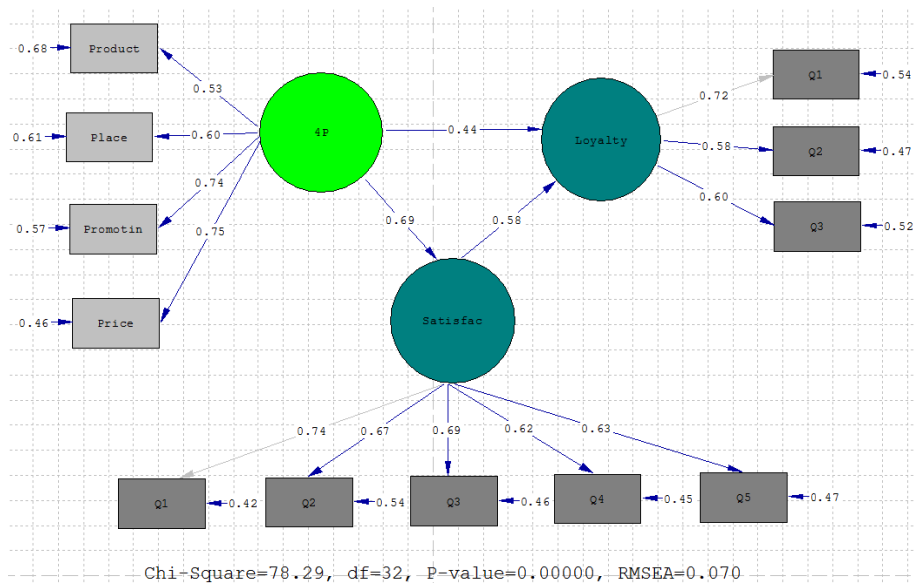 0.68 Product
0.53
0.61 Place
0.60
0.57 Promotin
0.74
0.46 Price
0.75
4P
0.44
0.69
Loyalty
0.58
Satisfac
0.72
Q1 0.54
0.58
Q2 0.47
0.60
Q3 0.52
0.74
0.67
0.69
0.62
0.63
Q1 0.42
Q2 0.54
Q3 0.46
Q4 0.45
Q5 0.47
Chi-Square=78.29, df=32, P-value=0.00000, RMSEA=0.070